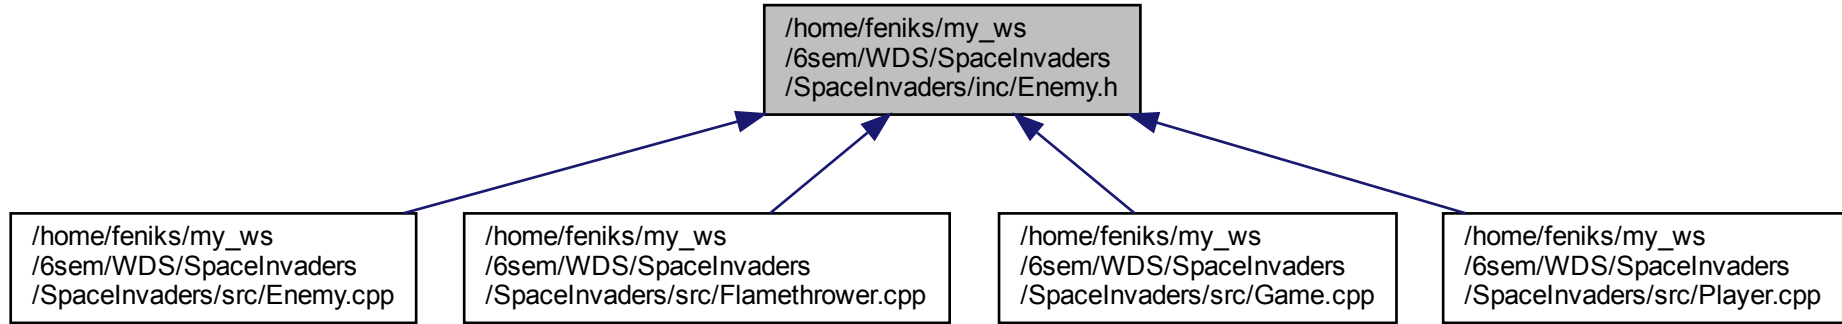 /home/feniks/my_ws
/6sem/WDS/SpaceInvaders
/SpaceInvaders/inc/Enemy.h
/home/feniks/my_ws
/6sem/WDS/SpaceInvaders
/SpaceInvaders/src/Enemy.cpp
/home/feniks/my_ws
/6sem/WDS/SpaceInvaders
/SpaceInvaders/src/Flamethrower.cpp
/home/feniks/my_ws
/6sem/WDS/SpaceInvaders
/SpaceInvaders/src/Game.cpp
/home/feniks/my_ws
/6sem/WDS/SpaceInvaders
/SpaceInvaders/src/Player.cpp